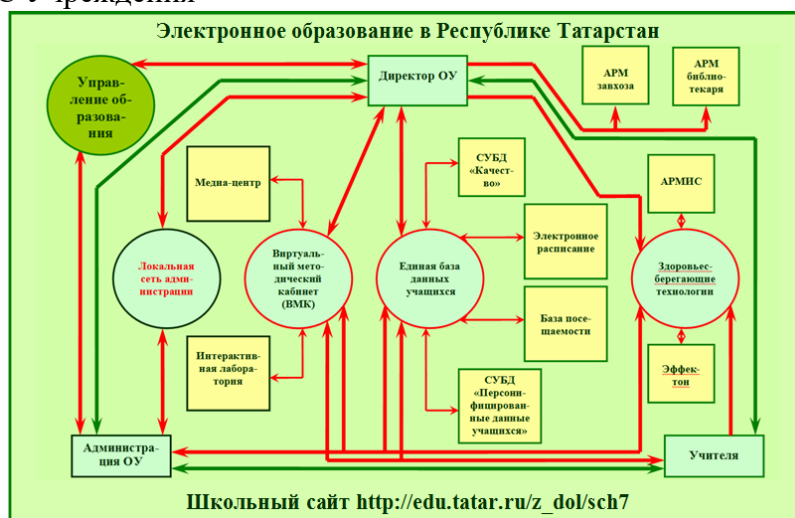 С Учреждения
Электронное образование в Республике Татарстан
Управ-
ление об-
разова-
ния
Директор ОУ
АРМ
завхоза
АРМ
библио-
текаря
Медиа-центр
СУБД
«Качест-
во»
АРМИС
Электронное
расписание
Локальная
сеть адми-
нистрации
Виртуаль-
ный мето-
дический
кабинет
(ВМК)
Единая база
данных
учащихся
Здоровьес-
берегающие
технологии
База посе-
щаемости
Интерактив-
ная лабора-
тория
СУБД
«Персони-
фицирован-
ные данные
учащихся»
Эффек-
тон
Администра-
ция ОУ
Учителя
Школьный сайт http://edu.tatar.ru/z_dol/sch7